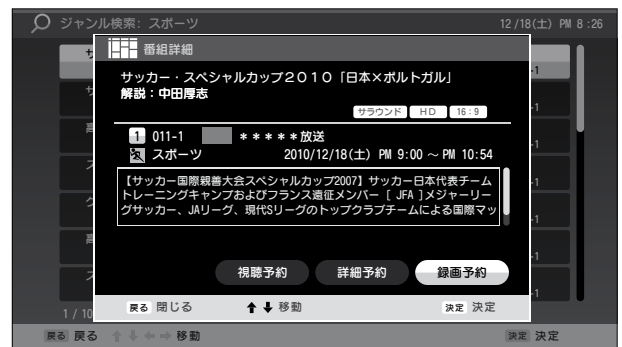 ジャンル検索: スポーツ
12/18(土) PM 8:26
番組詳細
サッカー・スペシャルカップ2010「日本×ポルトガル」
解説：中田厚志
サラウンド HD 16:9
1 011-1 *****放送
スポーツ 2010/12/18(土) PM 9:00 ～ PM 10:54
【サッカー国際親善大会スペシャルカップ2007】サッカー日本代表チーム
トレーニングキャンプおよびフランス遠征メンバー [ JFA ]メジャーリー
グサッカー、JAリーグ、現代Sリーグのトップクラブチームによる国際マッ
視聴予約 詳細予約 録画予約
戻る 閉じる 移動 決定 決定
1 / 10
戻る 戻る 移動 決定 決定